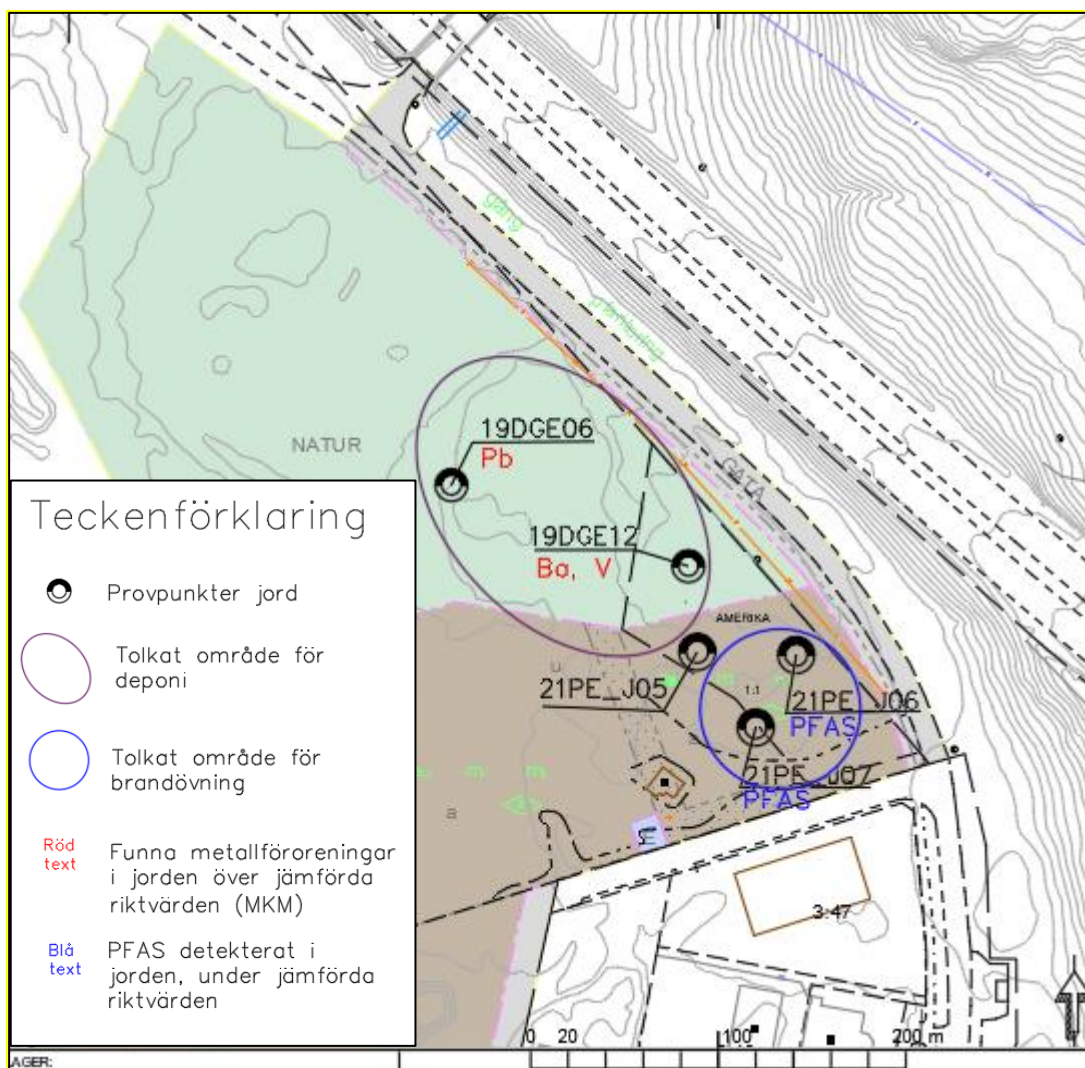 gång
gårdsring
NATUR
19DGE06
Pb
GATA
19DGE12
Ba, V
AMERIKA
u
m
1:1
21PE_J05
21PE_J06
PFAS
21PE_J07
PFAS
e m m
a
E
3:47
Teckenförklaring
Provpunkter jord
Tolkat område för
deponi
Tolkat område för
brandövning
Röd
text
Funna metallföroreningar
i jorden över jämförda
riktvärden (MKM)
Blå
text
PFAS detekterat i
jorden, under jämförda
riktvärden
0 20 100 200 m
AGER: